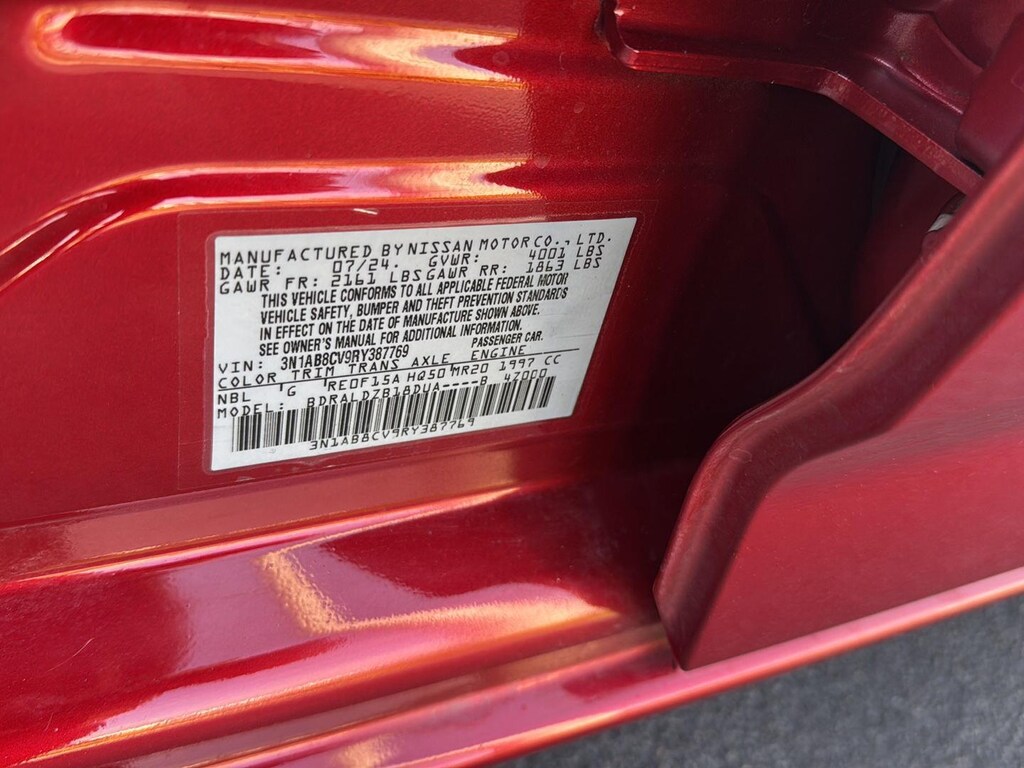 MANUFACTURED BY NISSAN MOTOR CO., LTD.
DATE: 07/24. GVWR: 4001 LBS
GAWR FR: 2161 LBS GAWR RR: 1863 LBS
THIS VEHICLE CONFORMS TO ALL APPLICABLE FEDERAL MOTOR
VEHICLE SAFETY, BUMPER AND THEFT PREVENTION STANDARDS
IN EFFECT ON THE DATE OF MANUFACTURE SHOWN ABOVE.
SEE OWNER'S MANUAL FOR ADDITIONAL INFORMATION.
PASSENGER CAR.
VIN: 3N1AB8CV9RY387769
COLOR TRIM TRANS AXLE ENGINE
NBL 'G RE0F15A HQ50 MR20 1997 CC
MODEL: BDRALDZB18DUA----B 47000
3N1AB8CV9RY387769